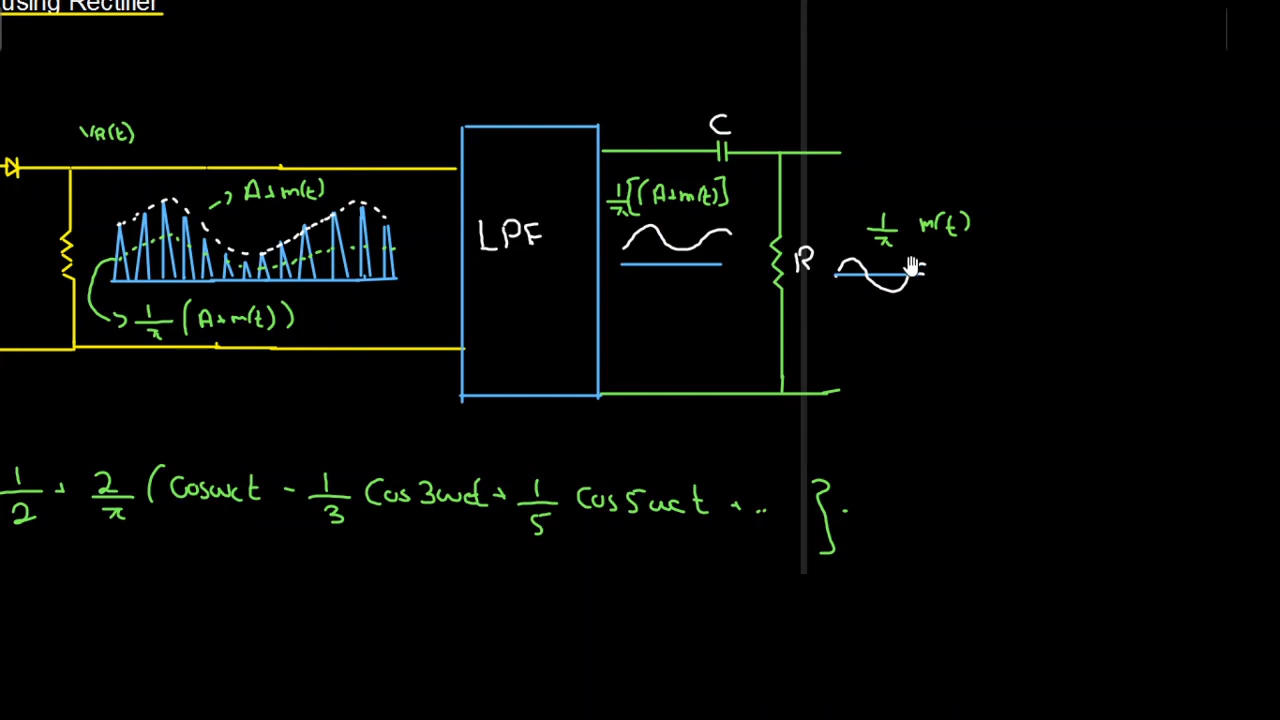 using Rectifier
VR(t)
C
A+m(t)
1/π[(A+m(t)]
LPF
R
1/π m(t)
1/π (A+m(t))
1/2 + 2/π (Cosωct - 1/3 Cos3ωct + 1/5 Cos5ωct + .. }.